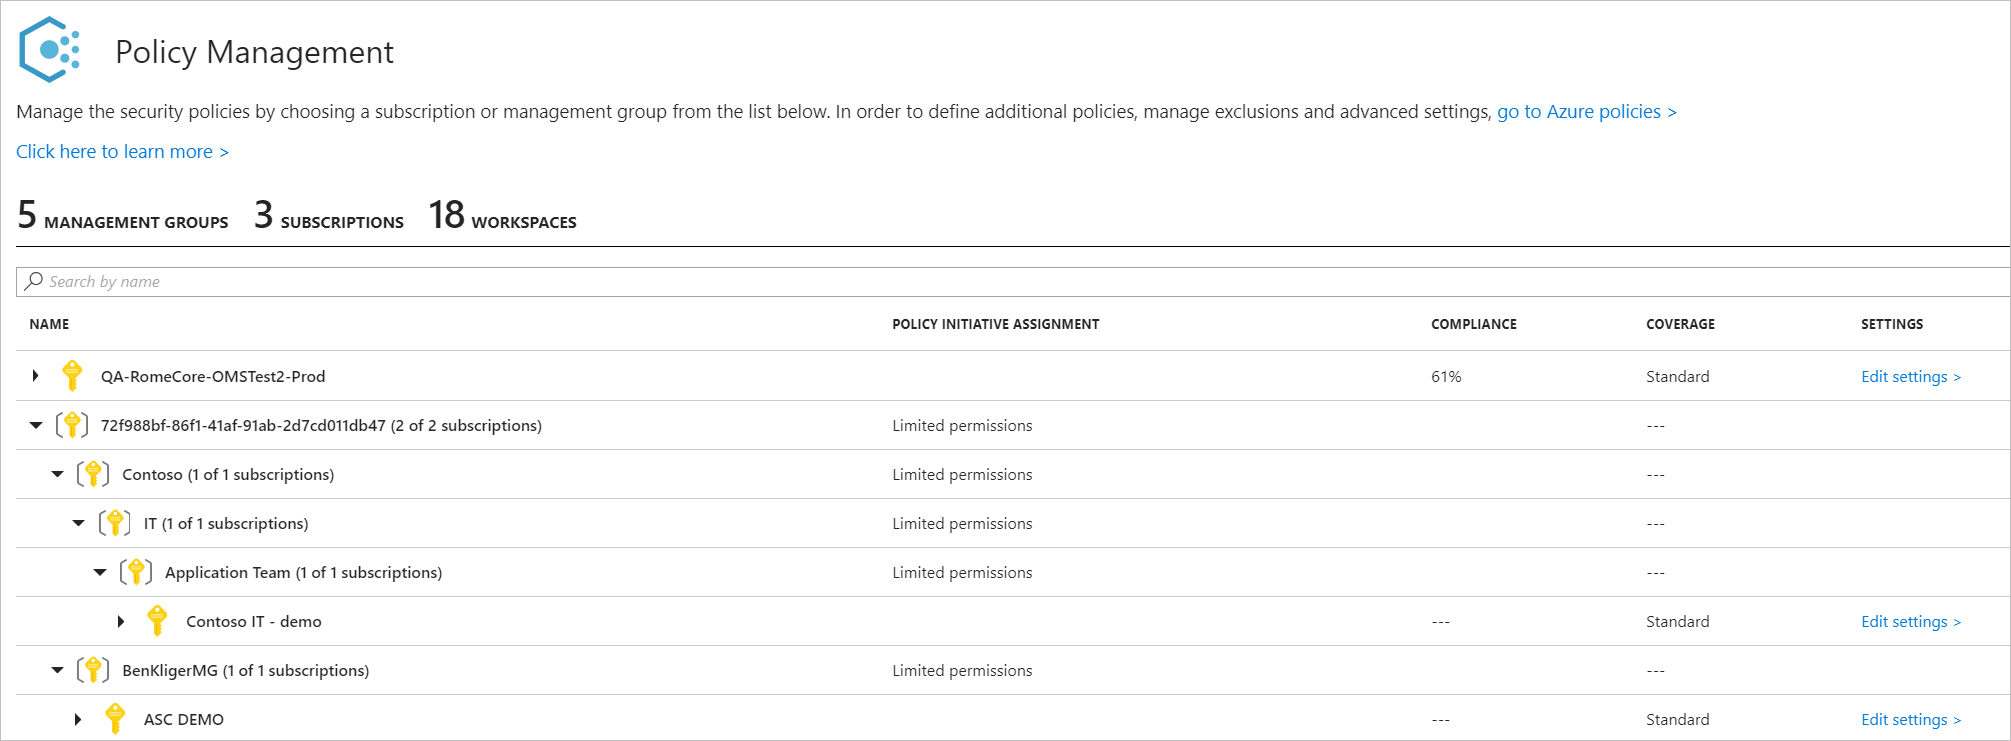 Policy Management
Manage the security policies by choosing a subscription or management group from the list below. In order to define additional policies, manage exclusions and advanced settings, go to Azure policies >
Click here to learn more >
5 MANAGEMENT GROUPS 3 SUBSCRIPTIONS 18 WORKSPACES
Search by name
NAME POLICY INITIATIVE ASSIGNMENT COMPLIANCE COVERAGE SETTINGS
QA-RomeCore-OMSTest2-Prod 61% Standard Edit settings >
72f988bf-86f1-41af-91ab-2d7cd011db47 (2 of 2 subscriptions) Limited permissions ---
Contoso (1 of 1 subscriptions) Limited permissions ---
IT (1 of 1 subscriptions) Limited permissions ---
Application Team (1 of 1 subscriptions) Limited permissions ---
Contoso IT - demo --- Standard Edit settings >
BenKligerMG (1 of 1 subscriptions) Limited permissions ---
ASC DEMO --- Standard Edit settings >